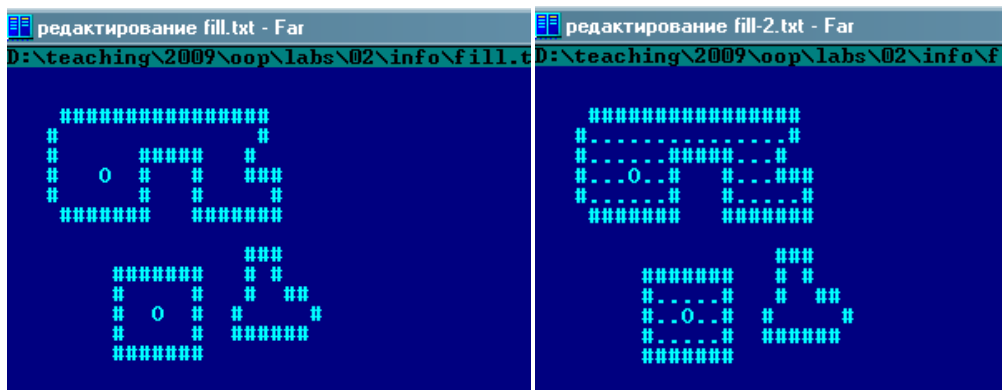 редактирование fill.txt - Far
D:\teaching\2009\oop\labs\02\info\fill.t
    ################
   #               #
   #      #####   #
   #   O  #   #   ###
   #      #   #     #
    #######   #######
                  ###
        #######   # #
        #     #   #  ##
        #  O  #  #     #
        #     #  ######
        #######
редактирование fill-2.txt - Far
D:\teaching\2009\oop\labs\02\info\f
    ################
   #...............#
   #......#####...#
   #...O..#   #...###
   #......#   #.....#
    #######   #######
                  ###
        #######   # #
        #.....#   #  ##
        #..O..#  #     #
        #.....#  ######
        #######